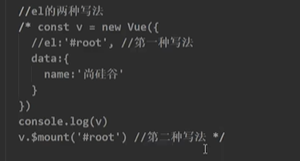 //el的两种写法
/* const v = new Vue({
//el:'#root', //第一种写法
data:{
name:'尚硅谷'
}
})
console.log(v)
v.$mount('#root') //第二种写法 */